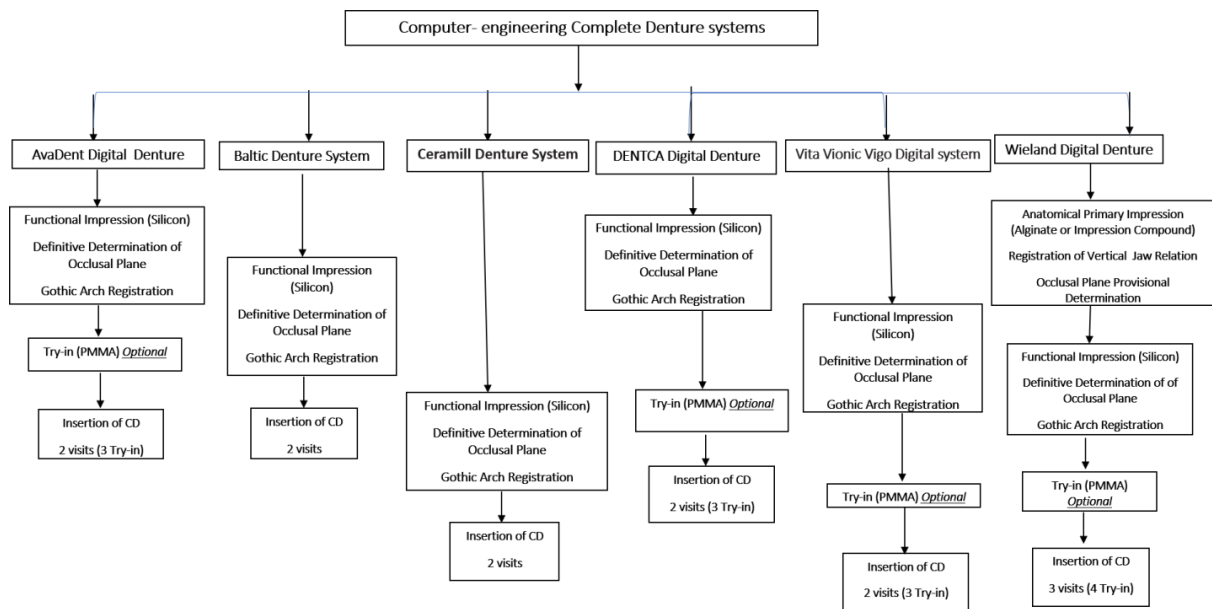 Computer- engineering Complete Denture systems
AvaDent Digital Denture
Functional Impression (Silicon)
Definitive Determination of
Occlusal Plane
Gothic Arch Registration
Try-in (PMMA) Optional
Insertion of CD
2 visits (3 Try-in)
Baltic Denture System
Functional Impression
(Silicon)
Definitive Determination of
Occlusal Plane
Gothic Arch Registration
Insertion of CD
2 visits
Ceramill Denture System
Functional Impression (Silicon)
Definitive Determination of
Occlusal Plane
Gothic Arch Registration
Insertion of CD
2 visits
DENTCA Digital Denture
Functional Impression (Silicon)
Definitive Determination of
Occlusal Plane
Gothic Arch Registration
Try-in (PMMA) Optional
Insertion of CD
2 visits (3 Try-in)
Vita Vionic Vigo Digital system
Functional Impression
(Silicon)
Definitive Determination of
Occlusal Plane
Gothic Arch Registration
Try-in (PMMA) Optional
Insertion of CD
2 visits (3 Try-in)
Wieland Digital Denture
Anatomical Primary Impression
(Alginate or Impression Compound)
Registration of Vertical Jaw Relation
Occlusal Plane Provisional
Determination
Functional Impression (Silicon)
Definitive Determination of of
Occlusal Plane
Gothic Arch Registration
Try-in (PMMA)
Optional
Insertion of CD
3 visits (4 Try-in)